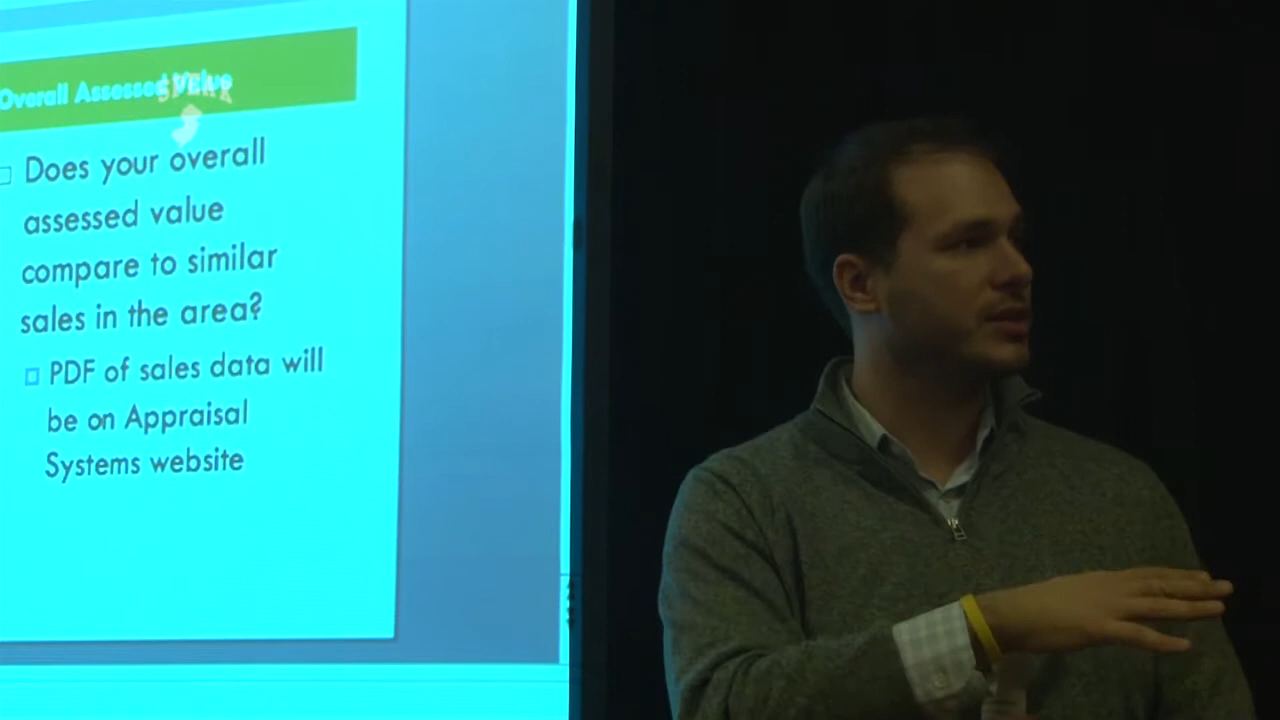 Overall Assessed Value
SPEAR
Does your overall
assessed value
compare to similar
sales in the area?
PDF of sales data will
be on Appraisal
Systems website